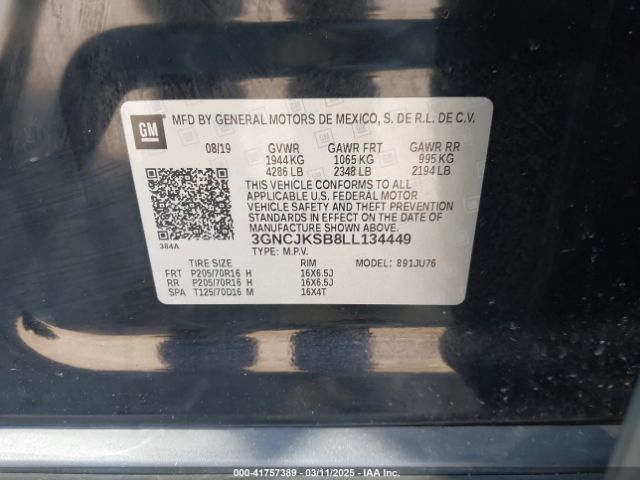 GM
MFD BY GENERAL MOTORS DE MEXICO, S. DE R.L. DE C.V.
08/19 GVWR GAWR FRT GAWR RR
1944 KG 1065 KG 995 KG
4286 LB 2348 LB 2194 LB
THIS VEHICLE CONFORMS TO ALL
APPLICABLE U.S. FEDERAL MOTOR
VEHICLE SAFETY AND THEFT
PREVENTION STANDARDS IN EFFECT ON
THE DATE OF MANUFACTURE SHOWN ABOVE.
384A
3GNCJKSB8LL134449
TYPE: M.P.V.
TIRE SIZE RIM MODEL: 891JU76
FRT P205/70R16 H 16X6.5J
RR P205/70R16 H 16X6.5J
SPA T125/70D16 M 16X4T
000-41757389 - 03/11/2025 - IAA Inc.